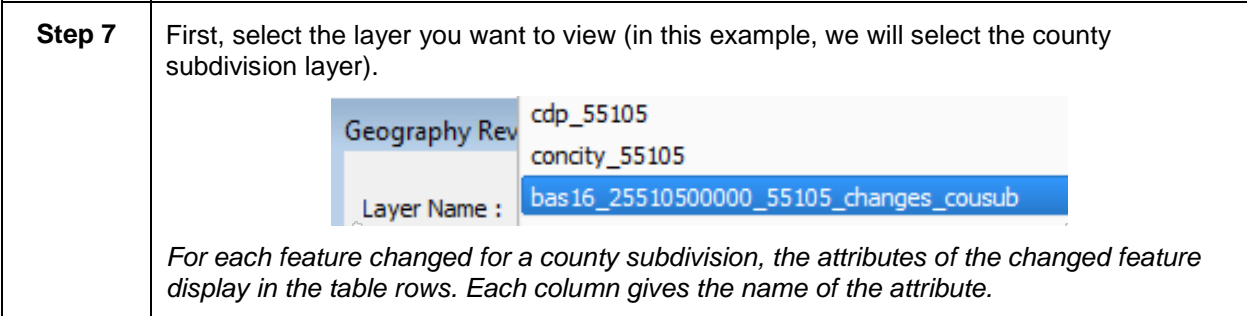 Step 7
First, select the layer you want to view (in this example, we will select the county
subdivision layer).
Geography Rev
cdp_55105
concity_55105
Layer Name :
bas16_25510500000_55105_changes_cousub
For each feature changed for a county subdivision, the attributes of the changed feature
display in the table rows. Each column gives the name of the attribute.